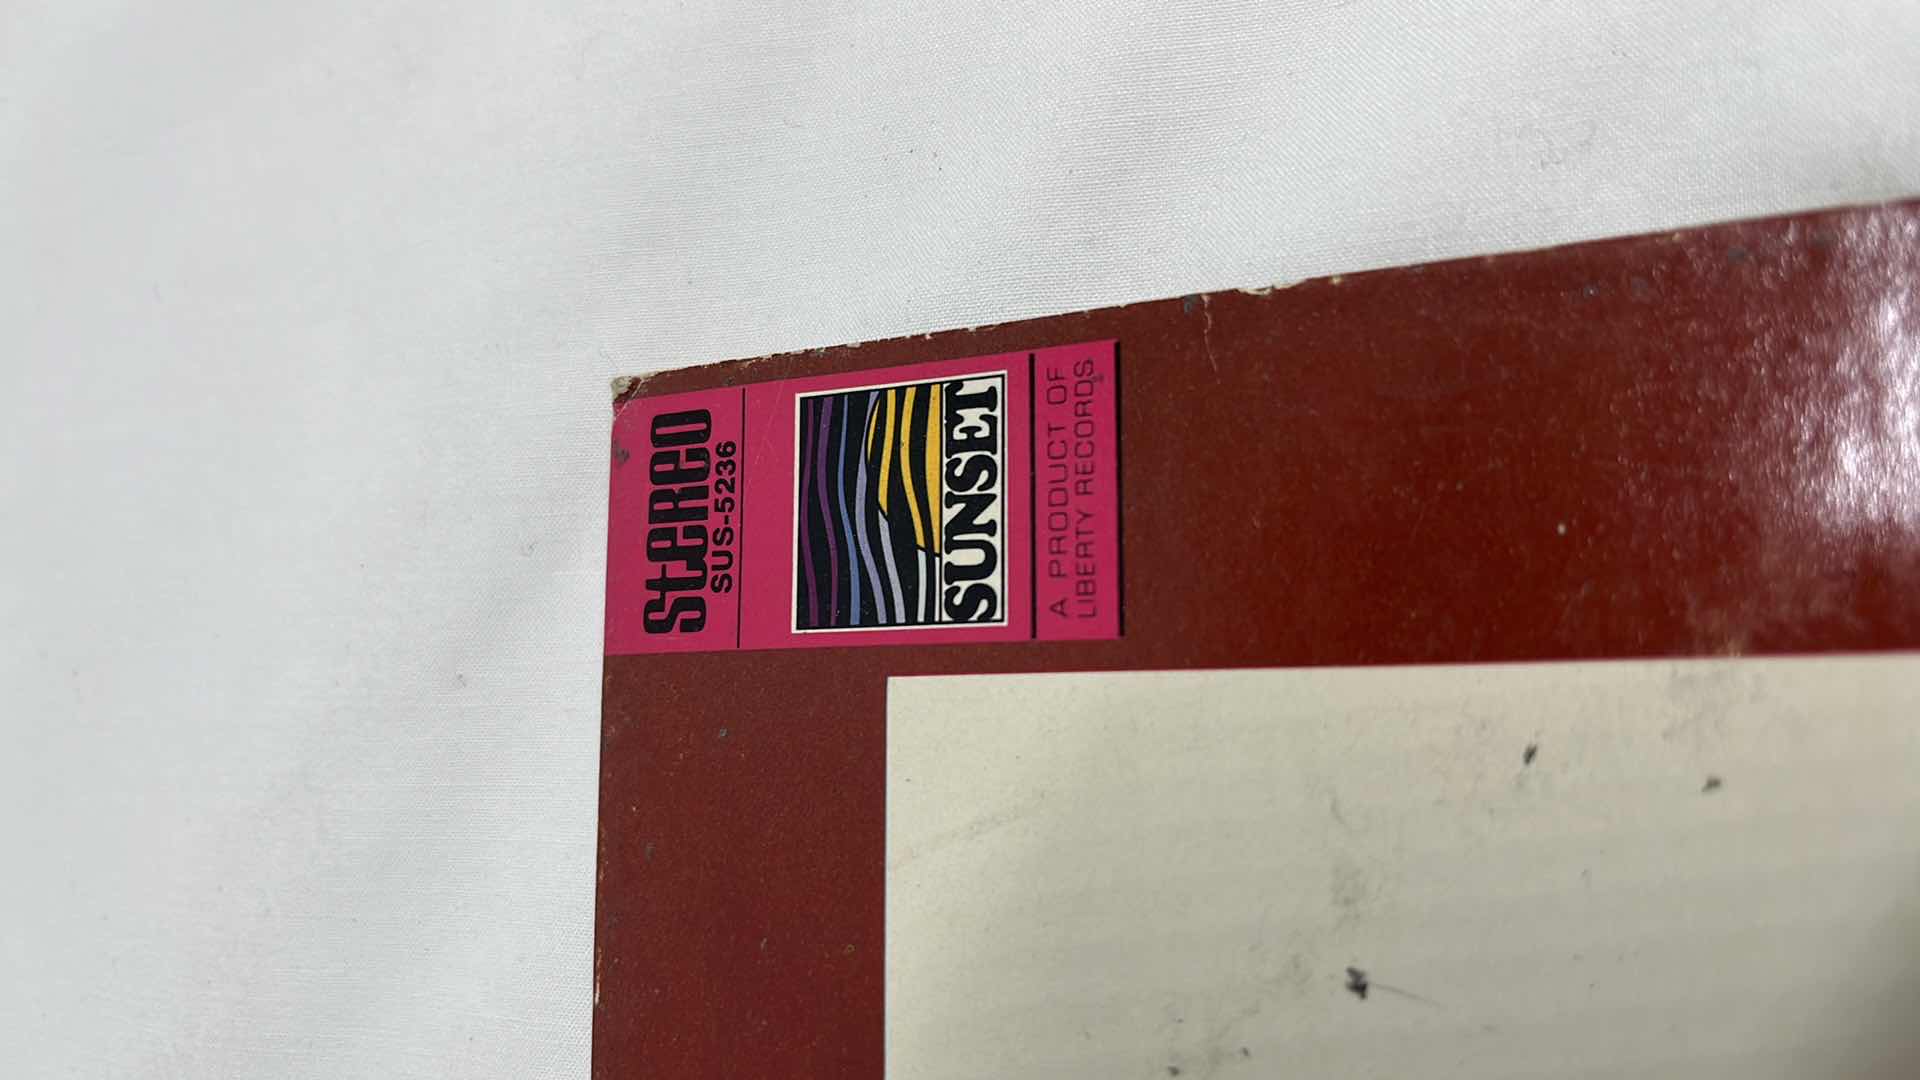 stereo
SUS-5236
SUNSET
A PRODUCT OF
LIBERTY RECORDS